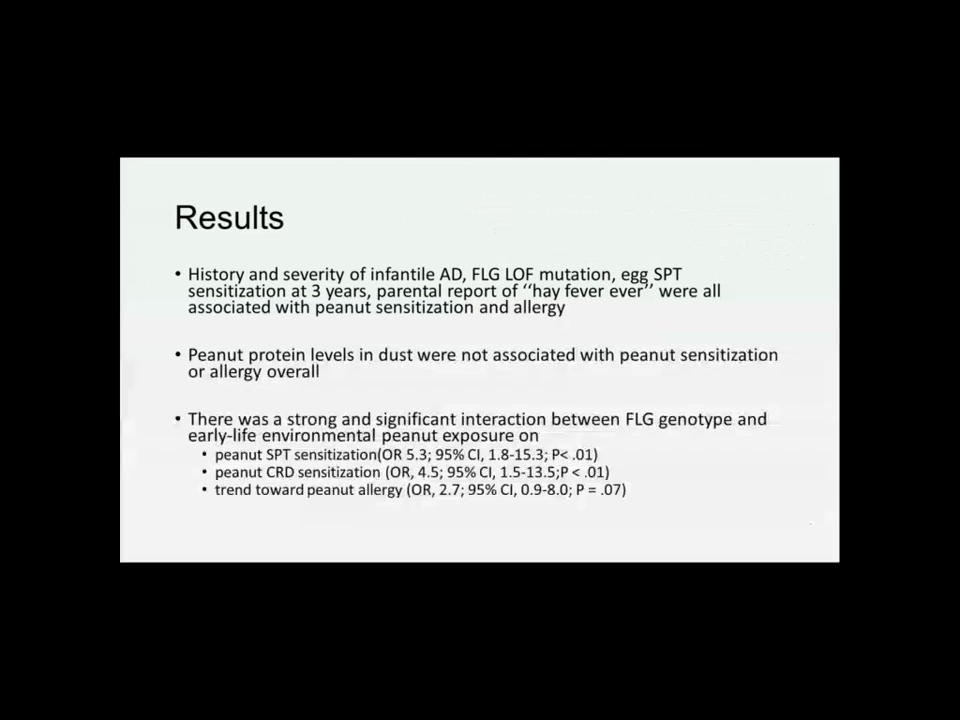 Results
• History and severity of infantile AD, FLG LOF mutation, egg SPT
sensitization at 3 years, parental report of ‘‘hay fever ever’’ were all
associated with peanut sensitization and allergy
• Peanut protein levels in dust were not associated with peanut sensitization
or allergy overall
• There was a strong and significant interaction between FLG genotype and
early-life environmental peanut exposure on
• peanut SPT sensitization(OR 5.3; 95% CI, 1.8-15.3; P< .01)
• peanut CRD sensitization (OR, 4.5; 95% CI, 1.5-13.5;P < .01)
• trend toward peanut allergy (OR, 2.7; 95% CI, 0.9-8.0; P = .07)